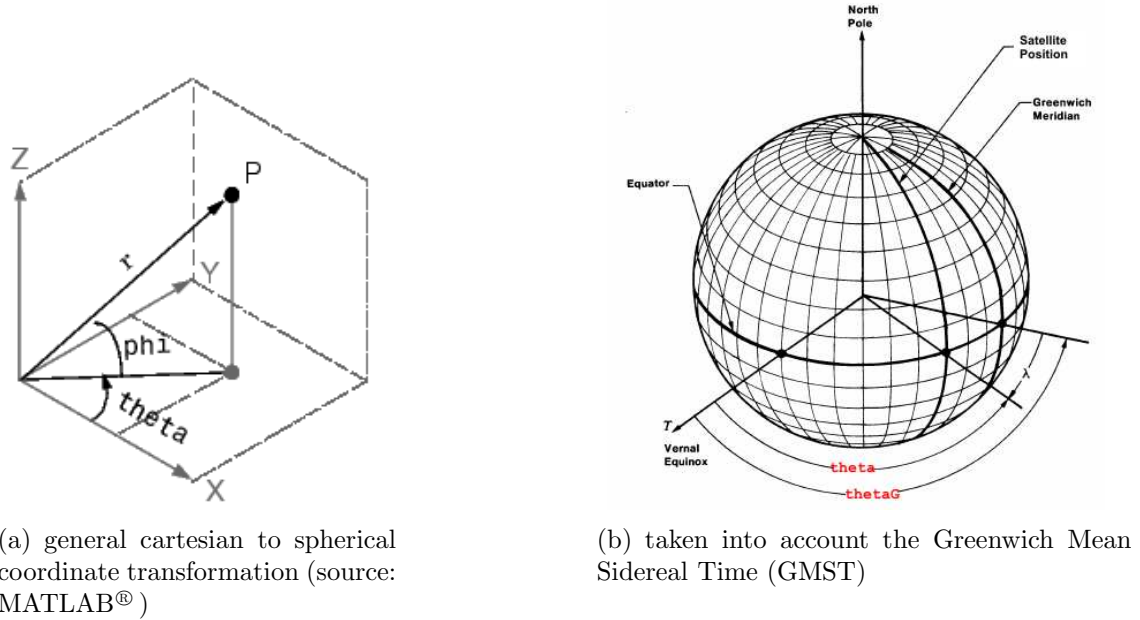 Z
P
r
Y
phi
theta
X
(a) general cartesian to spherical
coordinate transformation (source:
MATLAB® )
North
Pole
Satellite
Position
Greenwich
Meridian
Equator
λ
T
Vernal
Equinox
theta
thetaG
(b) taken into account the Greenwich Mean
Sidereal Time (GMST)